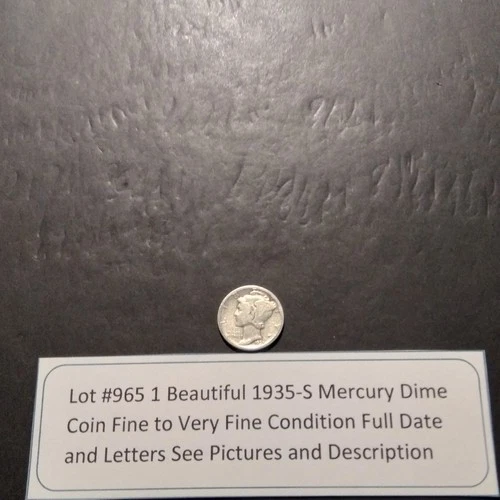 Lot #965 1 Beautiful 1935-S Mercury Dime
Coin Fine to Very Fine Condition Full Date
and Letters See Pictures and Description